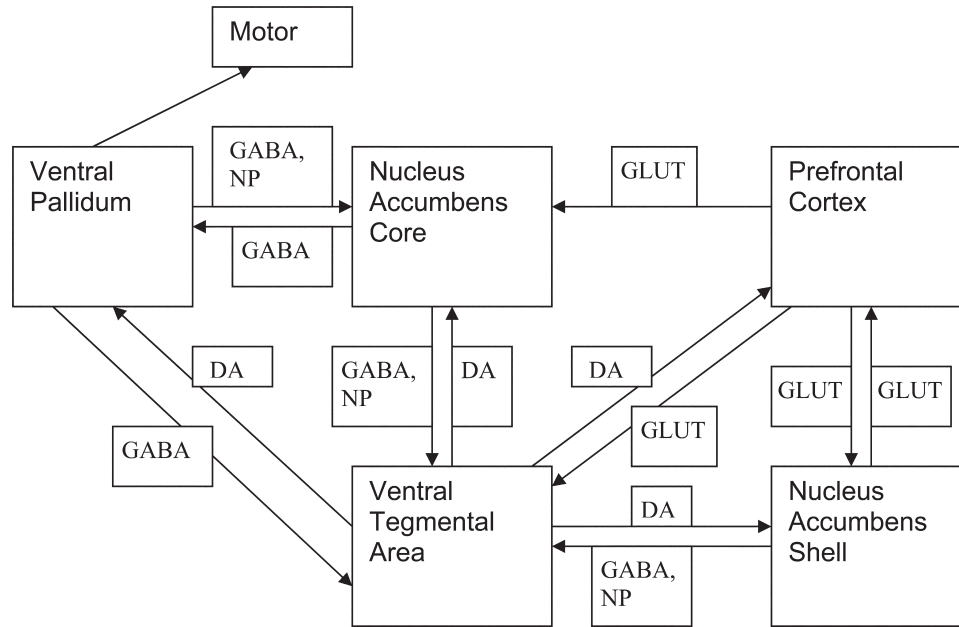 Motor
GABA,
NP
Ventral
Pallidum
Nucleus
Accumbens
Core
GLUT
Prefrontal
Cortex
GABA
DA
GABA,
NP
DA
DA
GLUT
GLUT
GABA
GLUT
Ventral
Tegmental
Area
DA
Nucleus
Accumbens
Shell
GABA,
NP